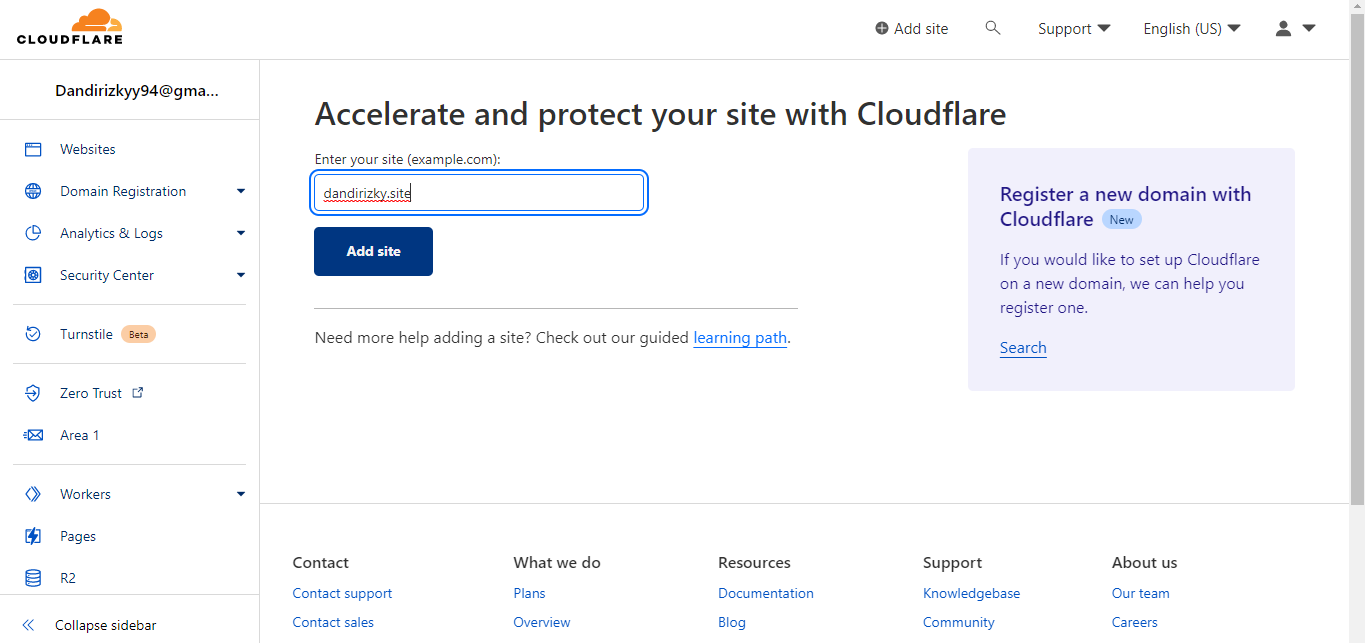 CLOUDFLARE
Add site
Support
English (US)
Dandirizkyy94@gma...
Websites
Domain Registration
Analytics & Logs
Security Center
Turnstile Beta
Zero Trust
Area 1
Workers
Pages
R2
Collapse sidebar
Accelerate and protect your site with Cloudflare
Enter your site (example.com):
dandirizky.site
Add site
Need more help adding a site? Check out our guided learning path.
Register a new domain with
Cloudflare New
If you would like to set up Cloudflare
on a new domain, we can help you
register one.
Search
Contact
Contact support
Contact sales
What we do
Plans
Overview
Resources
Documentation
Blog
Support
Knowledgebase
Community
About us
Our team
Careers